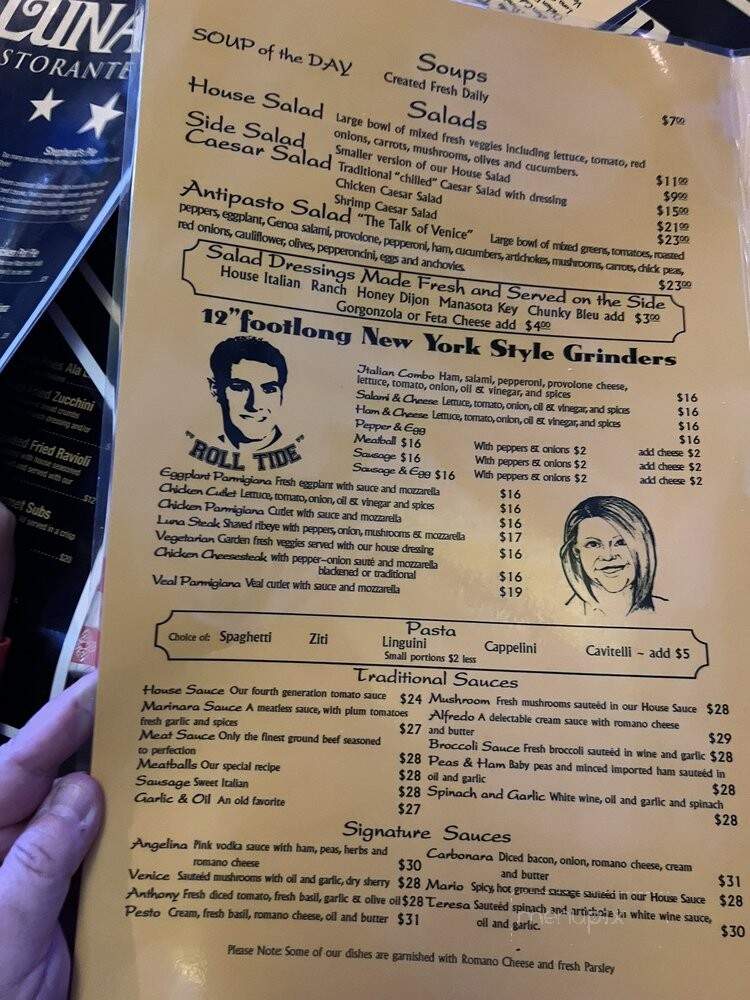 LUNA
STORANTE
Shepherd's Pie
Zucchini
Fried Ravioli
Subs
SOUP of the DAY
Soups
Created Fresh Daily
$7.00
Salads
House Salad Large bowl of mixed fresh veggies including lettuce, tomato, red
onions, carrots, mushrooms, olives and cucumbers. $11.00
Side Salad Smaller version of our House Salad $9.00
Caesar Salad Traditional "chilled" Caesar Salad with dressing $15.00
Chicken Caesar Salad $21.00
Shrimp Caesar Salad $23.00
Antipasto Salad "The Talk of Venice" Large bowl of mixed greens, tomatoes, roasted
peppers, eggplant, Genoa salami, provolone, pepperoni, ham, cucumbers, artichokes, mushrooms, carrots, chick peas,
red onions, cauliflower, olives, pepperoncini, eggs and anchovies. $23.00
Salad Dressings Made Fresh and Served on the Side
House Italian Ranch Honey Dijon Manasota Key Chunky Bleu add $3.00
Gorgonzola or Feta Cheese add $4.00
12"footlong New York Style Grinders
Italian Combo Ham, salami, pepperoni, provolone cheese,
lettuce, tomato, onion, oil & vinegar, and spices $16
Salami & Cheese Lettuce, tomato, onion, oil & vinegar, and spices $16
Ham & Cheese Lettuce, tomato, onion, oil & vinegar, and spices $16
Pepper & Egg $16
Meatball $16 With peppers & onions $2 add cheese $2
Sausage $16 With peppers & onions $2 add cheese $2
Sausage & Egg $16 With peppers & onions $2 add cheese $2
"ROLL TIDE"
Eggplant Parmigiana Fresh eggplant with sauce and mozzarella $16
Chicken Cutlet Lettuce, tomato, onion, oil & vinegar and spices $16
Chicken Parmigiana Cutlet with sauce and mozzarella $16
Luna Steak Shaved ribeye with peppers, onion, mushrooms & mozzarella $17
Vegetarian Garden fresh veggies served with our house dressing $16
Chicken Cheesesteak with pepper-onion sauté and mozzarella
blackened or traditional $16
Veal Parmigiana Veal cutlet with sauce and mozzarella $19
Pasta
Choice of: Spaghetti Ziti Linguini Cappelini Cavitelli ~ add $5
Small portions $2 less
Traditional Sauces
House Sauce Our fourth generation tomato sauce $24
Marinara Sauce A meatless sauce, with plum tomatoes
fresh garlic and spices $27
Meat Sauce Only the finest ground beef seasoned
to perfection $28
Meatballs Our special recipe $28
Sausage Sweet Italian $28
Garlic & Oil An old favorite $27
Mushroom Fresh mushrooms sauteéd in our House Sauce $28
Alfredo A delectable cream sauce with romano cheese
and butter $29
Broccoli Sauce Fresh broccoli sauteéd in wine and garlic $28
Peas & Ham Baby peas and minced imported ham sauteéd in
oil and garlic $28
Spinach and Garlic White wine, oil and garlic and spinach
$28
Signature Sauces
Angelina Pink vodka sauce with ham, peas, herbs and
romano cheese $30
Venice Sauteéd mushrooms with oil and garlic, dry sherry $28
Anthony Fresh diced tomato, fresh basil, garlic & olive oil $28
Pesto Cream, fresh basil, romano cheese, oil and butter $31
Carbonara Diced bacon, onion, romano cheese, cream
and butter $31
Mario Spicy, hot ground sausage sautéed in our House Sauce $28
Teresa Sauteéd spinach and artichoke in white wine sauce,
oil and garlic. $30
menupix
Please Note: Some of our dishes are garnished with Romano Cheese and fresh Parsley